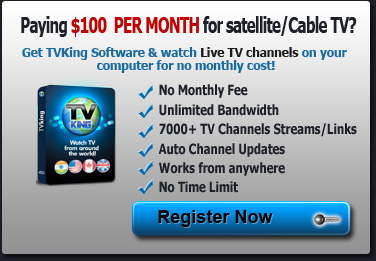 Paying $100 PER MONTH for satellite/Cable TV?
Get TVKing Software & watch Live TV channels on your
computer for no monthly cost!
TVking
TV
KING
Watch TV
from around
the world!
No Monthly Fee
Unlimited Bandwidth
7000+ TV Channels Streams/Links
Auto Channel Updates
Works from anywhere
No Time Limit
Register Now